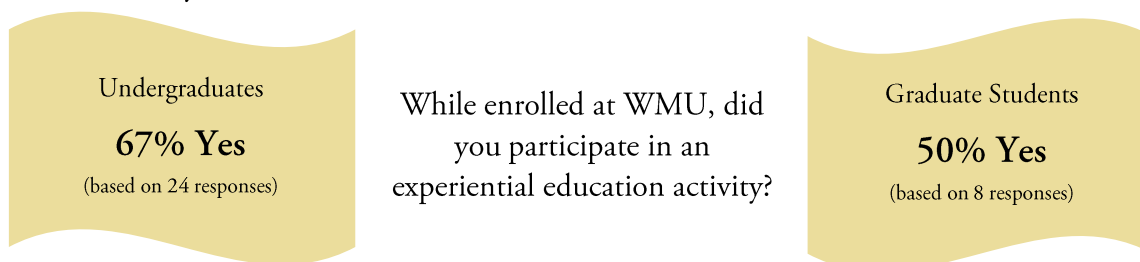 Undergraduates
67% Yes
(based on 24 responses)
While enrolled at WMU, did
you participate in an
experiential education activity?
Graduate Students
50% Yes
(based on 8 responses)